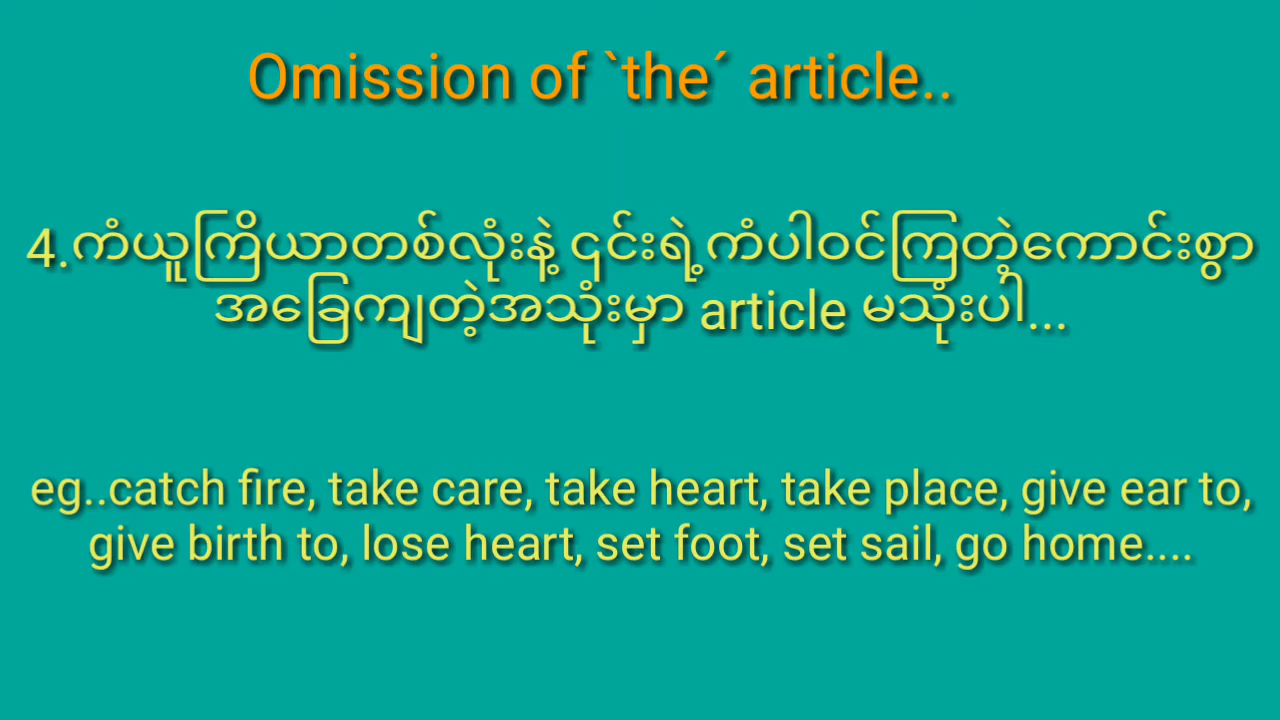 Omission of `the´ article..
4.ကံယူကြိယာတစ်လုံးနဲ့ ၎င်းရဲ့ကံပါဝင်ကြတဲ့ကောင်းစွာ
အခြေကျတဲ့အသုံးမှာ article မသုံးပါ...
eg..catch fire, take care, take heart, take place, give ear to,
give birth to, lose heart, set foot, set sail, go home....